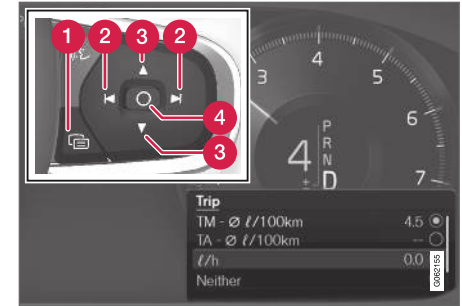 1
2
3
2
4
3
3
4
5
6
7
4
±
P
R
N
D
Trip
TM - Ø ℓ/100km 4.5
TA - Ø ℓ/100km --
ℓ/h 0.0
Neither
G062155